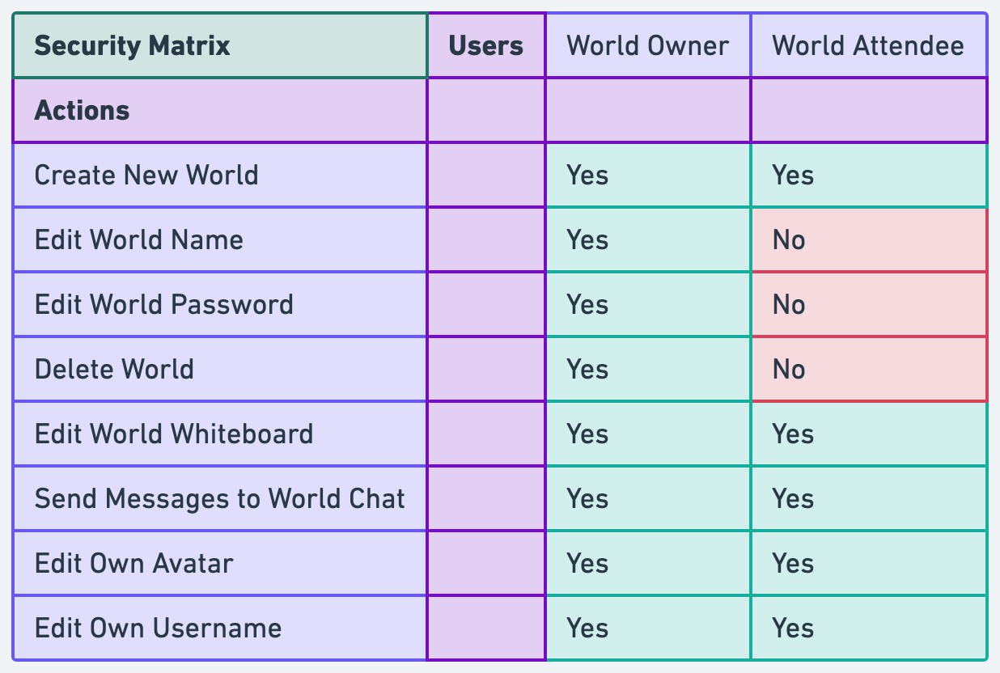 Security Matrix Users World Owner World Attendee
Actions
Create New World Yes Yes
Edit World Name Yes No
Edit World Password Yes No
Delete World Yes No
Edit World Whiteboard Yes Yes
Send Messages to World Chat Yes Yes
Edit Own Avatar Yes Yes
Edit Own Username Yes Yes